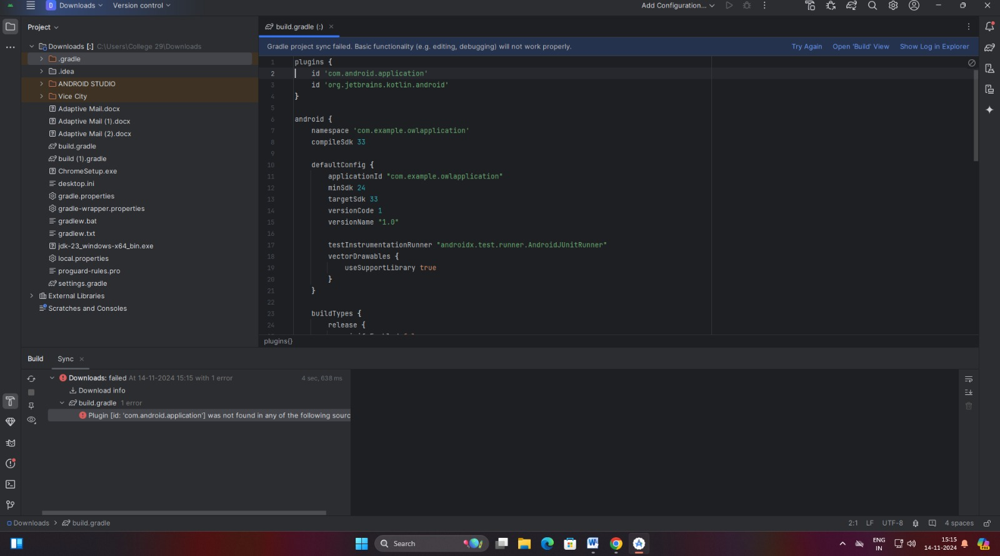 D Downloads Version control Add Configuration...
Project
build.gradle (:)
Downloads [:] C:\Users\College 29\Downloads
.gradle
.idea
ANDROID STUDIO
Vice City
Adaptive Mail.docx
Adaptive Mail (1).docx
Adaptive Mail (2).docx
build.gradle
build (1).gradle
ChromeSetup.exe
desktop.ini
gradle.properties
gradle-wrapper.properties
gradlew.bat
gradlew.txt
jdk-23_windows-x64_bin.exe
local.properties
proguard-rules.pro
settings.gradle
External Libraries
Scratches and Consoles
Gradle project sync failed. Basic functionality (e.g. editing, debugging) will not work properly. Try Again Open 'Build' View Show Log in Explorer
1 plugins {
2 id 'com.android.application'
3 id 'org.jetbrains.kotlin.android'
4 }
5
6 android {
7 namespace 'com.example.owlapplication'
8 compileSdk 33
9
10 defaultConfig {
11 applicationId "com.example.owlapplication"
12 minSdk 24
13 targetSdk 33
14 versionCode 1
15 versionName "1.0"
16
17 testInstrumentationRunner "androidx.test.runner.AndroidJUnitRunner"
18 vectorDrawables {
19 useSupportLibrary true
20 }
21 }
22
23 buildTypes {
24 release {
plugins{}
Build Sync
Downloads: failed At 14-11-2024 15:15 with 1 error 4 sec, 638 ms
Download info
build.gradle 1 error
Plugin [id: 'com.android.application'] was not found in any of the following sourc
Downloads > build.gradle 2:1 LF UTF-8 4 spaces
Search
ENG
IN
15:15
14-11-2024